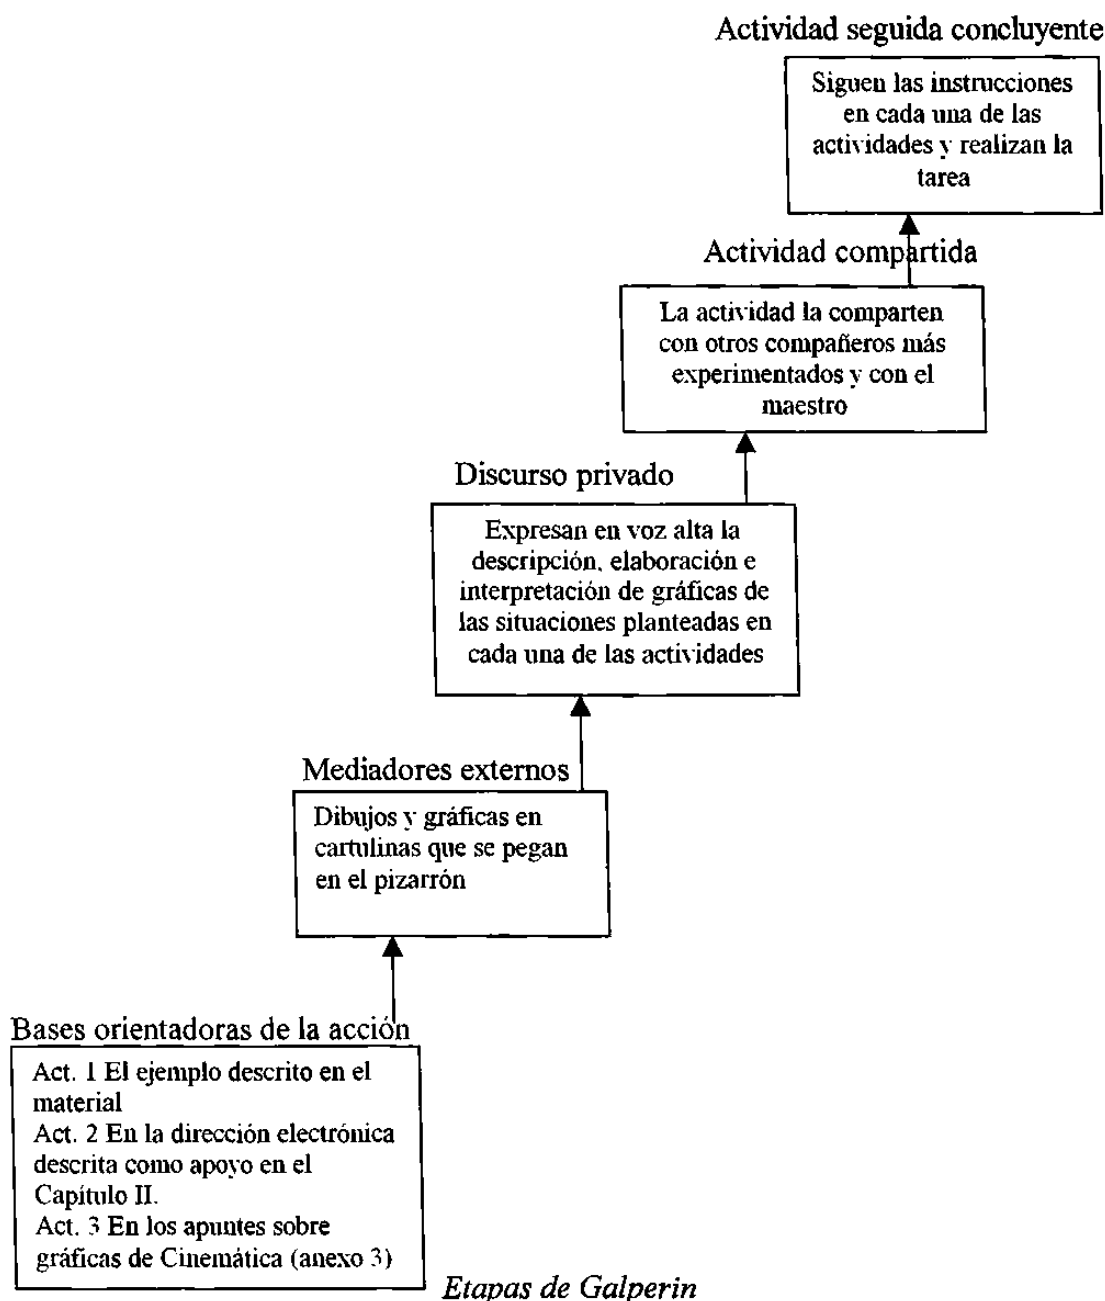 Actividad seguida concluyente
Siguen las instrucciones
en cada una de las
actividades y realizan la
tarea
Actividad compartida
La actividad la comparten
con otros compañeros más
experimentados y con el
maestro
Discurso privado
Expresan en voz alta la
descripción, elaboración e
interpretación de gráficas de
las situaciones planteadas en
cada una de las actividades
Mediadores externos
Dibujos y gráficas en
cartulinas que se pegan
en el pizarrón
Bases orientadoras de la acción
Act. 1 El ejemplo descrito en el
material
Act. 2 En la dirección electrónica
descrita como apoyo en el
Capítulo II.
Act. 3 En los apuntes sobre
gráficas de Cinemática (anexo 3)
Etapas de Galperin